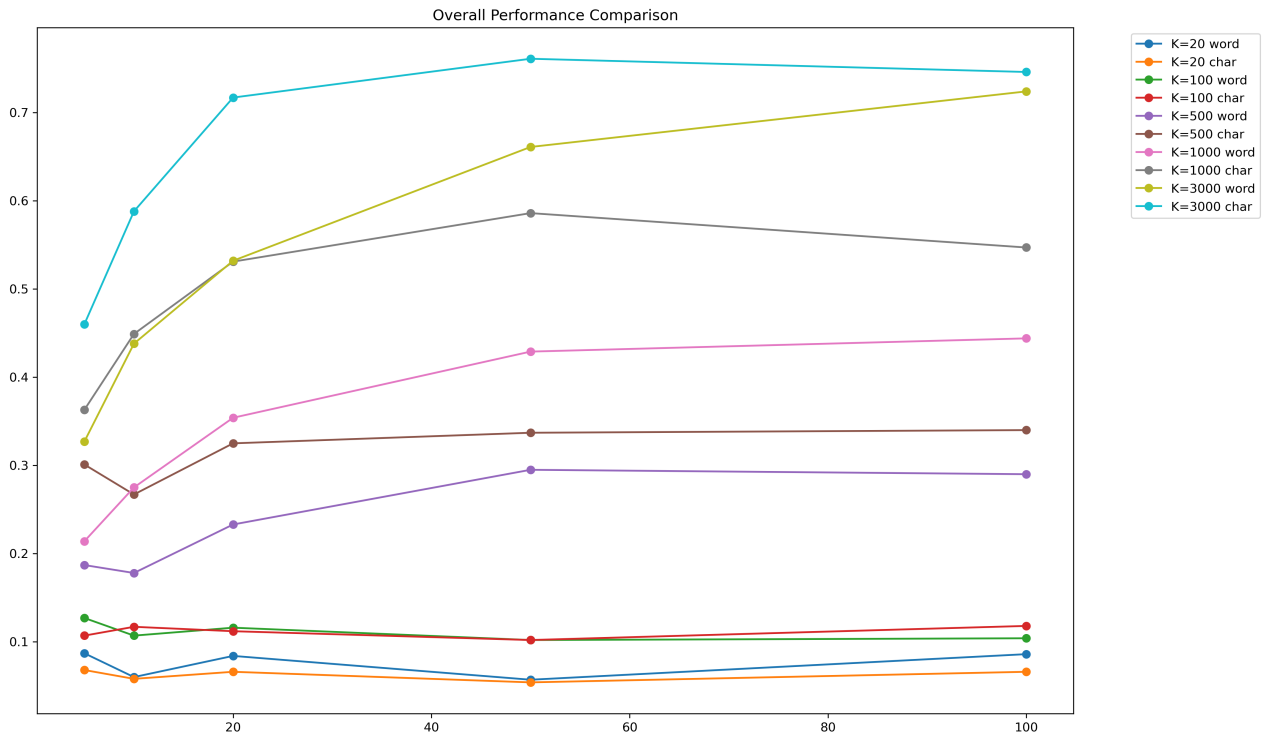 Overall Performance Comparison
0.7
0.6
0.5
0.4
0.3
0.2
0.1
20
40
60
80
100
K=20 word
K=20 char
K=100 word
K=100 char
K=500 word
K=500 char
K=1000 word
K=1000 char
K=3000 word
K=3000 char